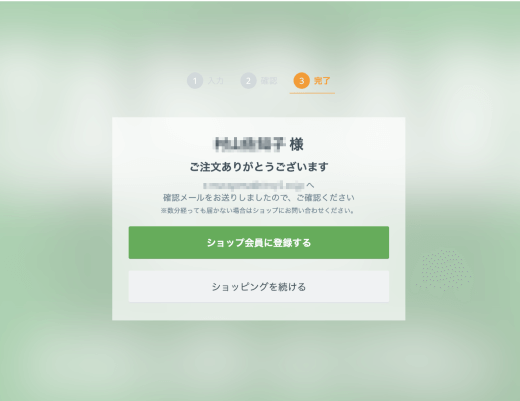 1 入力 2 確認 3 完了
様
ご注文ありがとうございます
へ
確認メールをお送りしましたので、ご確認ください
※数分経っても届かない場合はショップにお問い合わせください。
ショップ会員に登録する
ショッピングを続ける